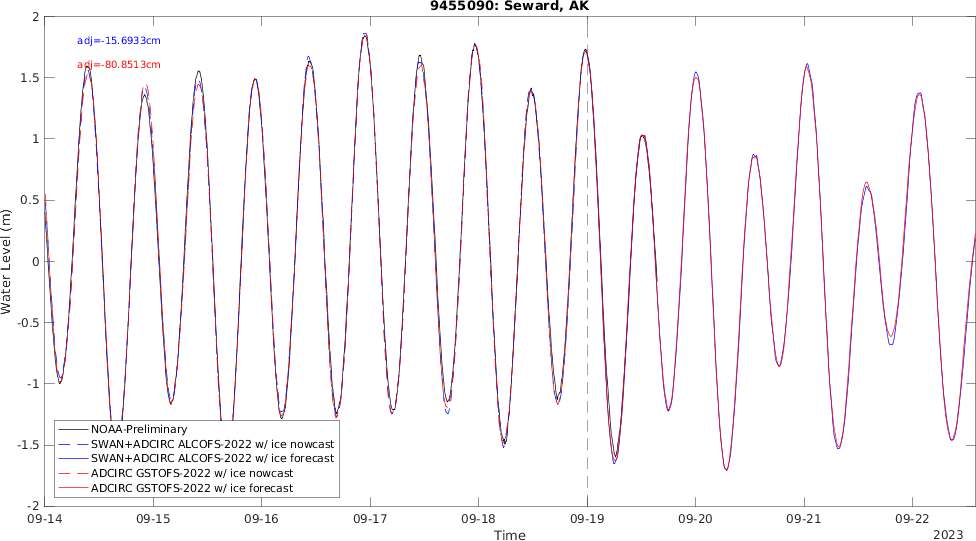 9455090: Seward, AK
adj=-15.6933cm
adj=-80.8513cm
2
1.5
1
0.5
0
-0.5
-1
-1.5
-2
Water Level (m)
NOAA-Preliminary
SWAN+ADCIRC ALCOFS-2022 w/ ice nowcast
SWAN+ADCIRC ALCOFS-2022 w/ ice forecast
ADCIRC GSTOFS-2022 w/ ice nowcast
ADCIRC GSTOFS-2022 w/ ice forecast
09-14 09-15 09-16 09-17 09-18 09-19 09-20 09-21 09-22
Time
2023